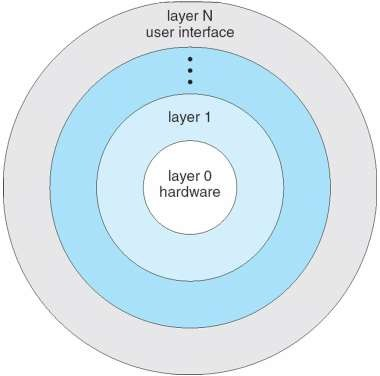 layer N
user interface
layer 1
layer 0
hardware